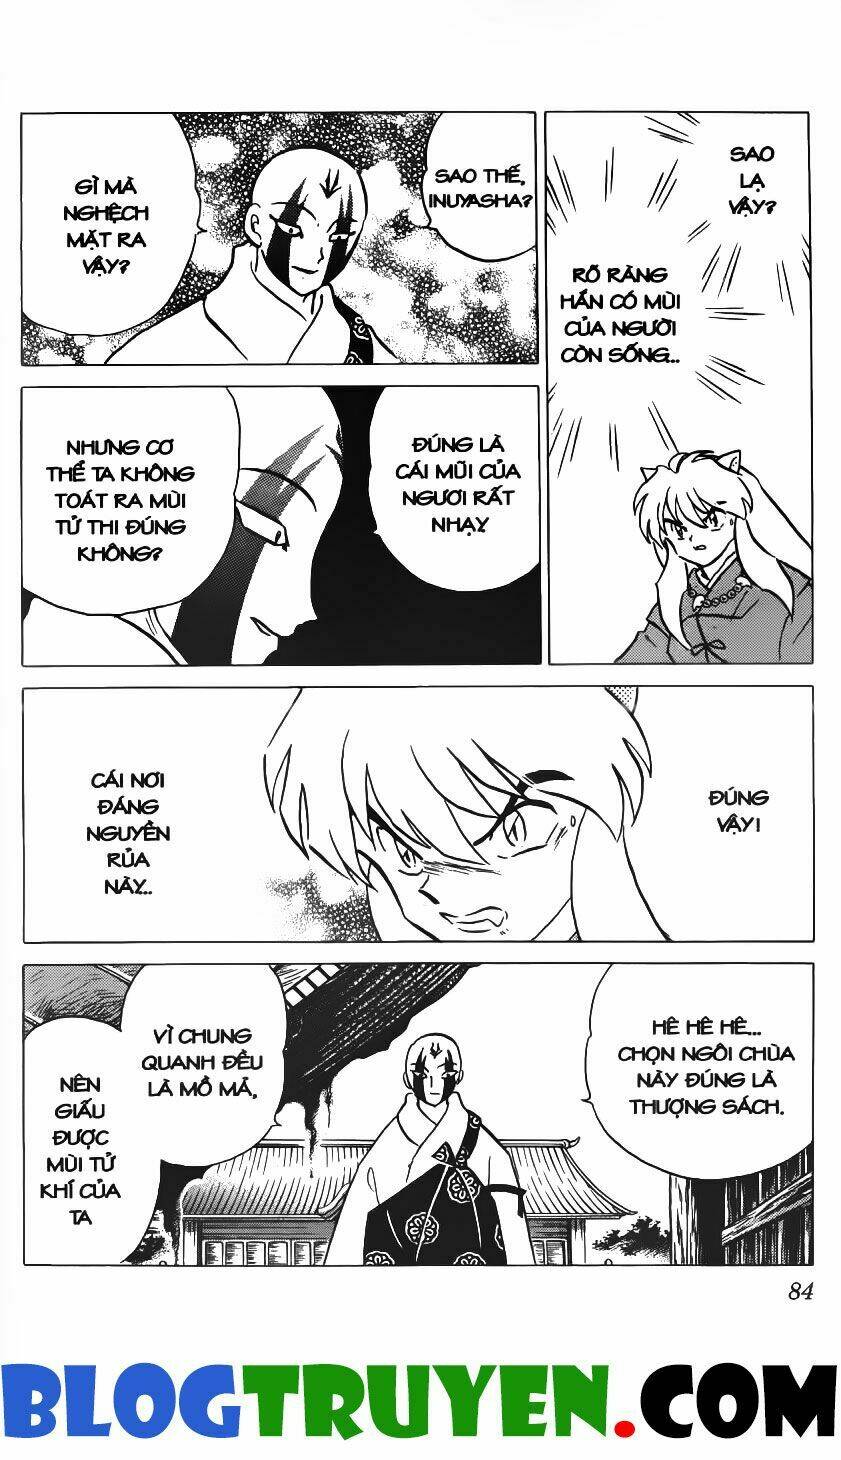 SAO
LẠ
VẬY?
RÕ RÀNG
HẮN CÓ MÙI
CỦA NGƯỜI
CÒN SỐNG...
SAO THẾ,
INUYASHA?
GÌ MÀ
NGHỆCH
MẶT RA
VẬY?
ĐÚNG LÀ
CÁI MŨI CỦA
NGƯƠI RẤT
NHẠY.
NHƯNG CƠ
THỂ TA KHÔNG
TOÁT RA MÙI
TỬ THI ĐÚNG
KHÔNG?
ĐÚNG
VẬY!
CÁI NƠI
ĐÁNG
NGUYỀN
RỦA
NÀY...
HÊ HÊ HÊ...
CHỌN NGÔI CHÙA
NÀY ĐÚNG LÀ
THƯỢNG SÁCH.
VÌ CHUNG
QUANH ĐỀU
LÀ MỒ MẢ,
NÊN
GIẤU
ĐƯỢC
MÙI TỬ
KHÍ CỦA
TA
84
BLOGTRUYEN.COM